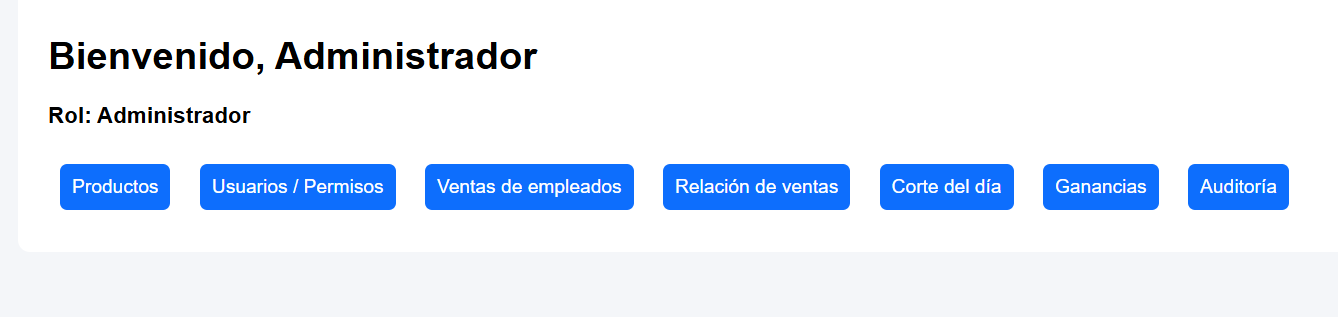 Bienvenido, Administrador
Rol: Administrador
Productos Usuarios / Permisos Ventas de empleados Relación de ventas Corte del día Ganancias Auditoría